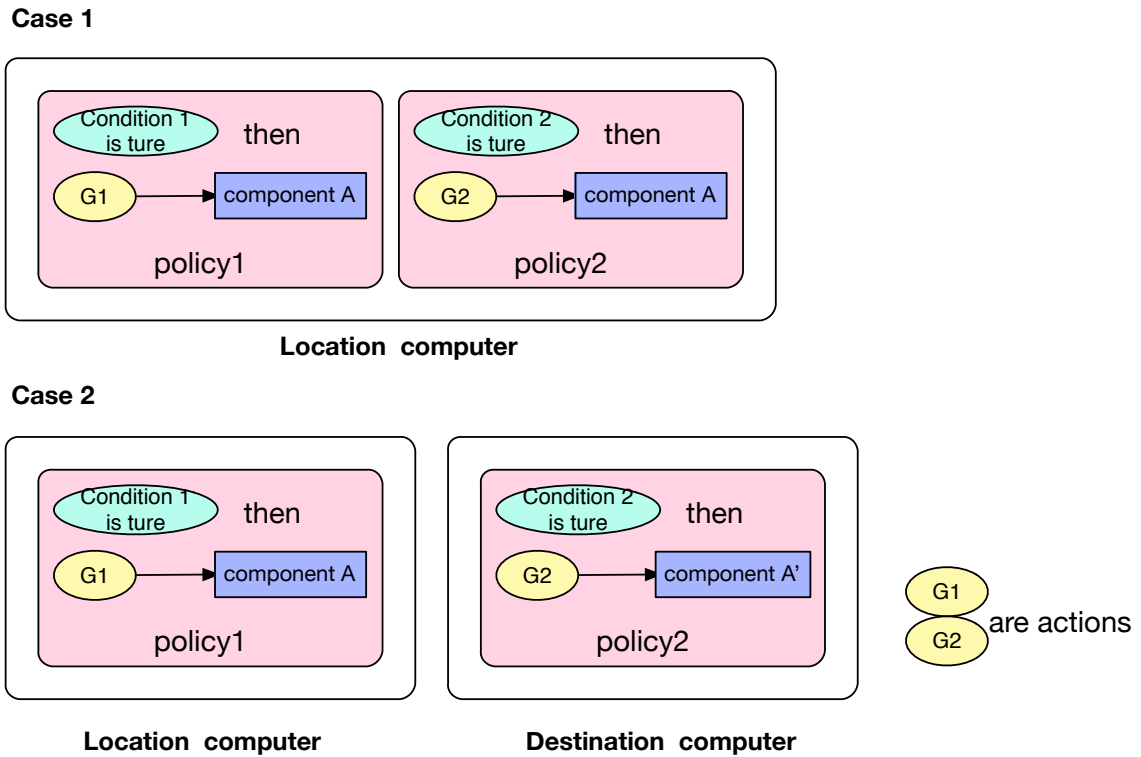 Case 1
Condition 1
is ture
then
G1
component A
policy1
Condition 2
is ture
then
G2
component A
policy2
Location computer
Case 2
Condition 1
is ture
then
G1
component A
policy1
Condition 2
is ture
then
G2
component A’
policy2
G1
G2
are actions
Location computer
Destination computer